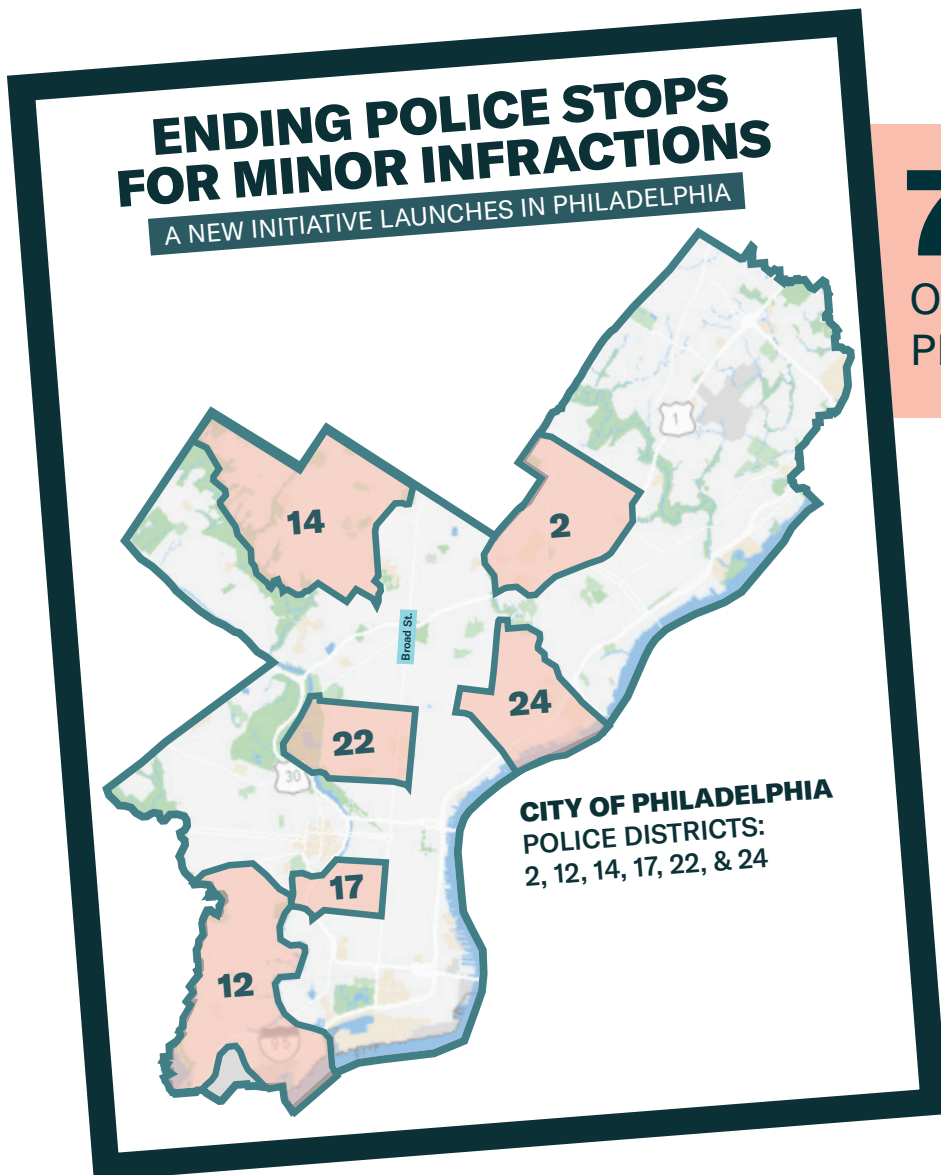 ENDING POLICE STOPS
FOR MINOR INFRACTIONS
A NEW INITIATIVE LAUNCHES IN PHILADELPHIA
1
14
2
Broad St.
24
22
30
CITY OF PHILADELPHIA
POLICE DISTRICTS:
2, 12, 14, 17, 22, & 24
17
12
95